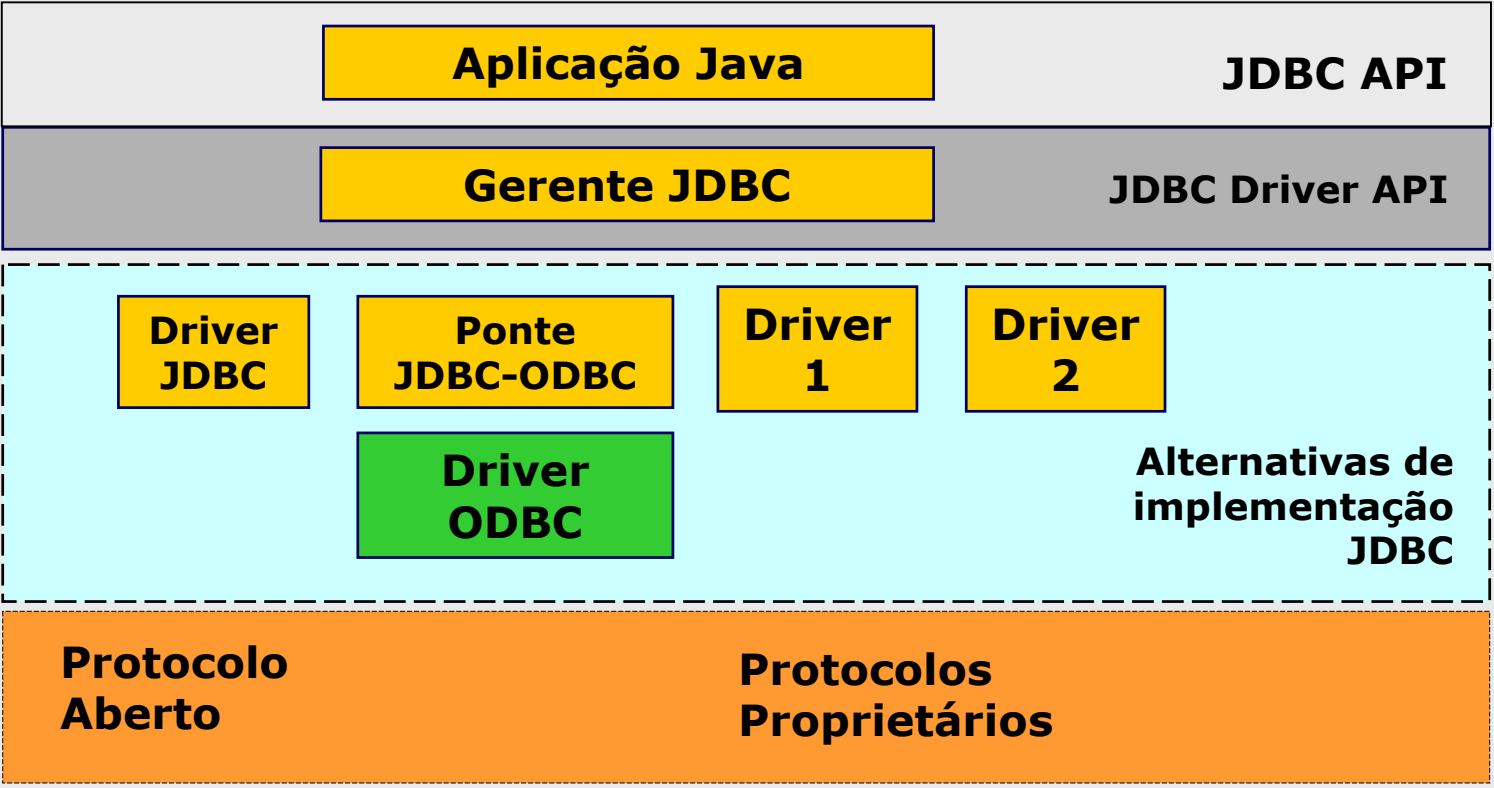 Aplicação Java
JDBC API
Gerente JDBC
JDBC Driver API
Driver
JDBC
Ponte
JDBC-ODBC
Driver
1
Driver
2
Driver
ODBC
Alternativas de
implementação
JDBC
Protocolo
Aberto
Protocolos
Proprietários